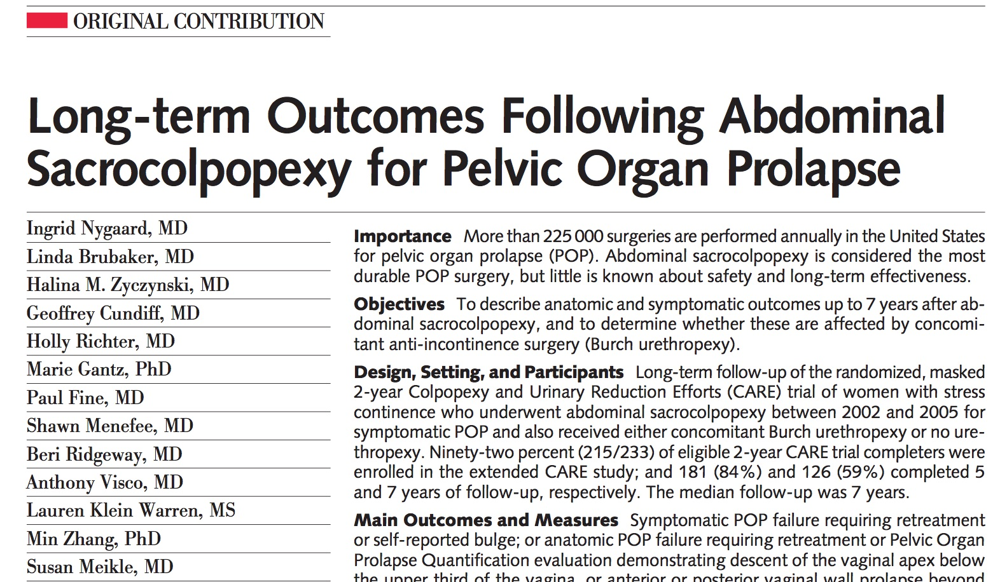 ORIGINAL CONTRIBUTION
Long-term Outcomes Following Abdominal
Sacrocolpopexy for Pelvic Organ Prolapse
Ingrid Nygaard, MD
Linda Brubaker, MD
Halina M. Zyczynski, MD
Geoffrey Cundiff, MD
Holly Richter, MD
Marie Gantz, PhD
Paul Fine, MD
Shawn Menefee, MD
Beri Ridgeway, MD
Anthony Visco, MD
Lauren Klein Warren, MS
Min Zhang, PhD
Susan Meikle, MD
Importance More than 225 000 surgeries are performed annually in the United States
for pelvic organ prolapse (POP). Abdominal sacrocolpopexy is considered the most
durable POP surgery, but little is known about safety and long-term effectiveness.
Objectives To describe anatomic and symptomatic outcomes up to 7 years after ab-
dominal sacrocolpopexy, and to determine whether these are affected by concomi-
tant anti-incontinence surgery (Burch urethropexy).
Design, Setting, and Participants Long-term follow-up of the randomized, masked
2-year Colpopexy and Urinary Reduction Efforts (CARE) trial of women with stress
continence who underwent abdominal sacrocolpopexy between 2002 and 2005 for
symptomatic POP and also received either concomitant Burch urethropexy or no ure-
thropexy. Ninety-two percent (215/233) of eligible 2-year CARE trial completers were
enrolled in the extended CARE study; and 181 (84%) and 126 (59%) completed 5
and 7 years of follow-up, respectively. The median follow-up was 7 years.
Main Outcomes and Measures Symptomatic POP failure requiring retreatment
or self-reported bulge; or anatomic POP failure requiring retreatment or Pelvic Organ
Prolapse Quantification evaluation demonstrating descent of the vaginal apex below
the upper third of the vagina, or anterior or posterior vaginal wall prolapse beyond